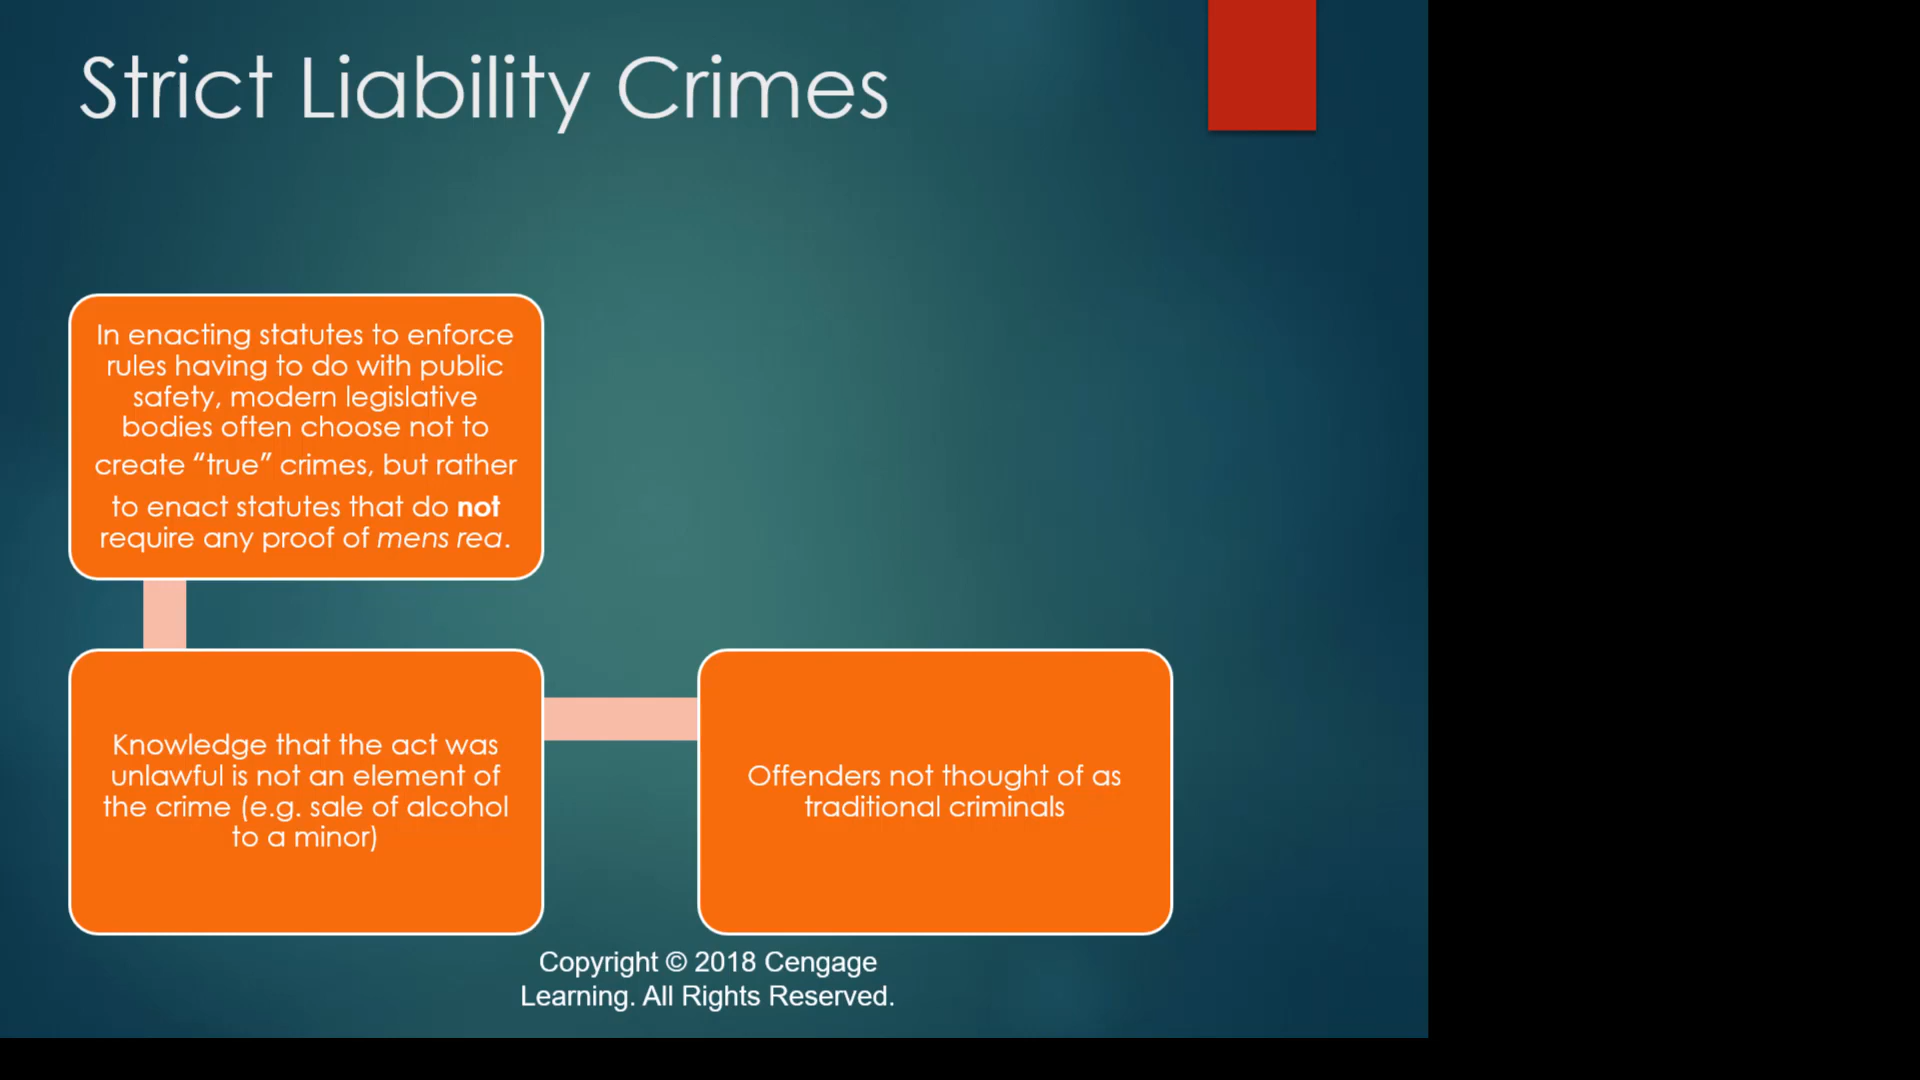 Strict Liability Crimes
In enacting statutes to enforce
rules having to do with public
safety, modern legislative
bodies often choose not to
create “true” crimes, but rather
to enact statutes that do not
require any proof of mens rea.
Knowledge that the act was
unlawful is not an element of
the crime (e.g. sale of alcohol
to a minor)
Offenders not thought of as
traditional criminals
Copyright © 2018 Cengage
Learning. All Rights Reserved.